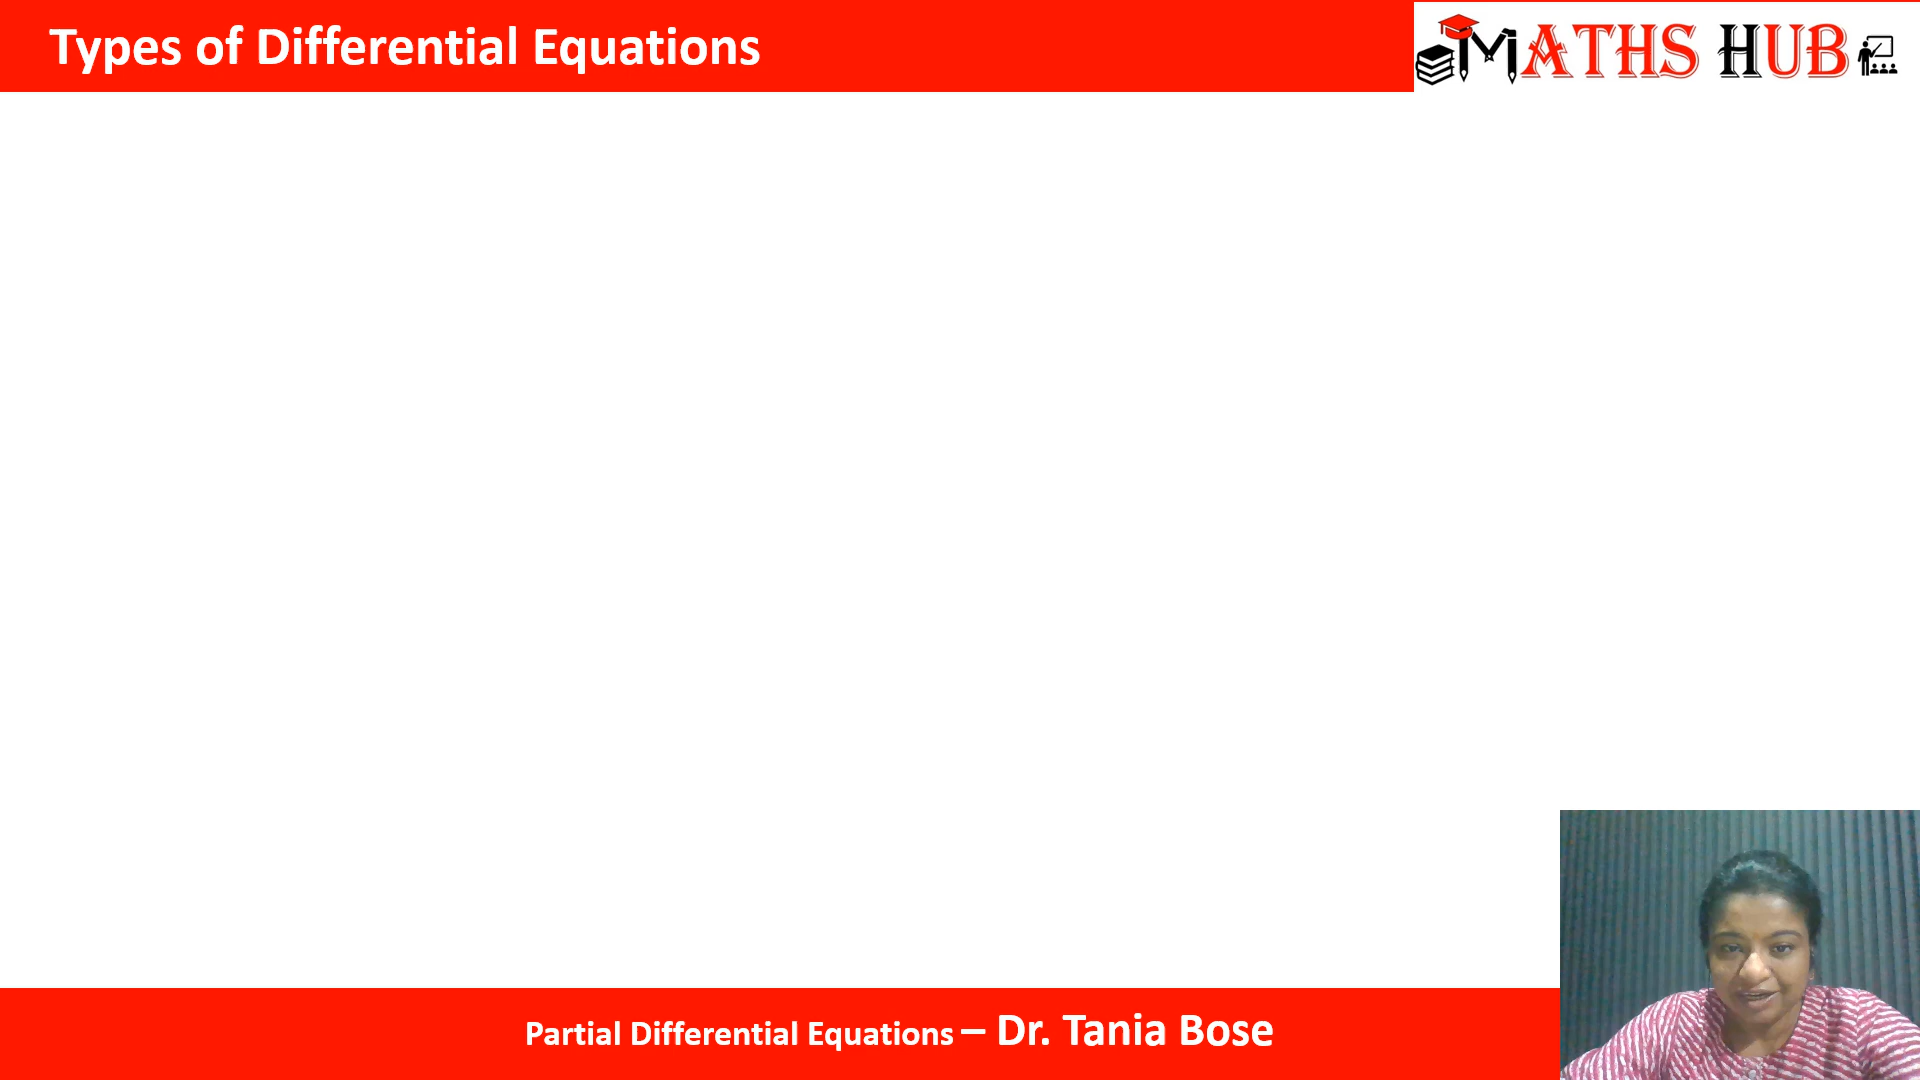 Types of Differential Equations
MATHS HUB
Partial Differential Equations – Dr. Tania Bose